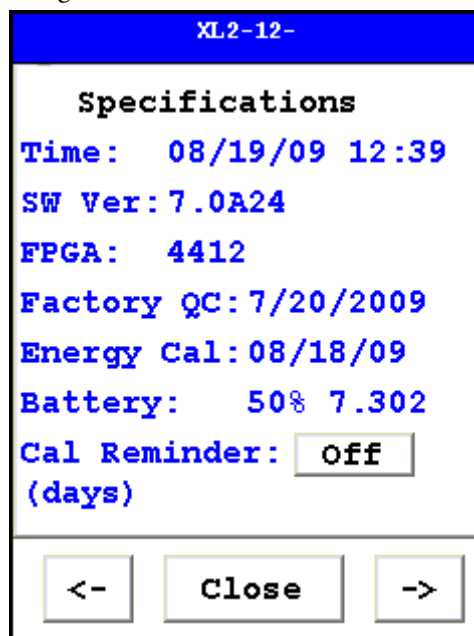 XL2-12-
Specifications
Time: 08/19/09 12:39
SW Ver: 7.0A24
FPGA: 4412
Factory QC: 7/20/2009
Energy Cal: 08/18/09
Battery: 50% 7.302
Cal Reminder: Off
(days)
<- Close ->